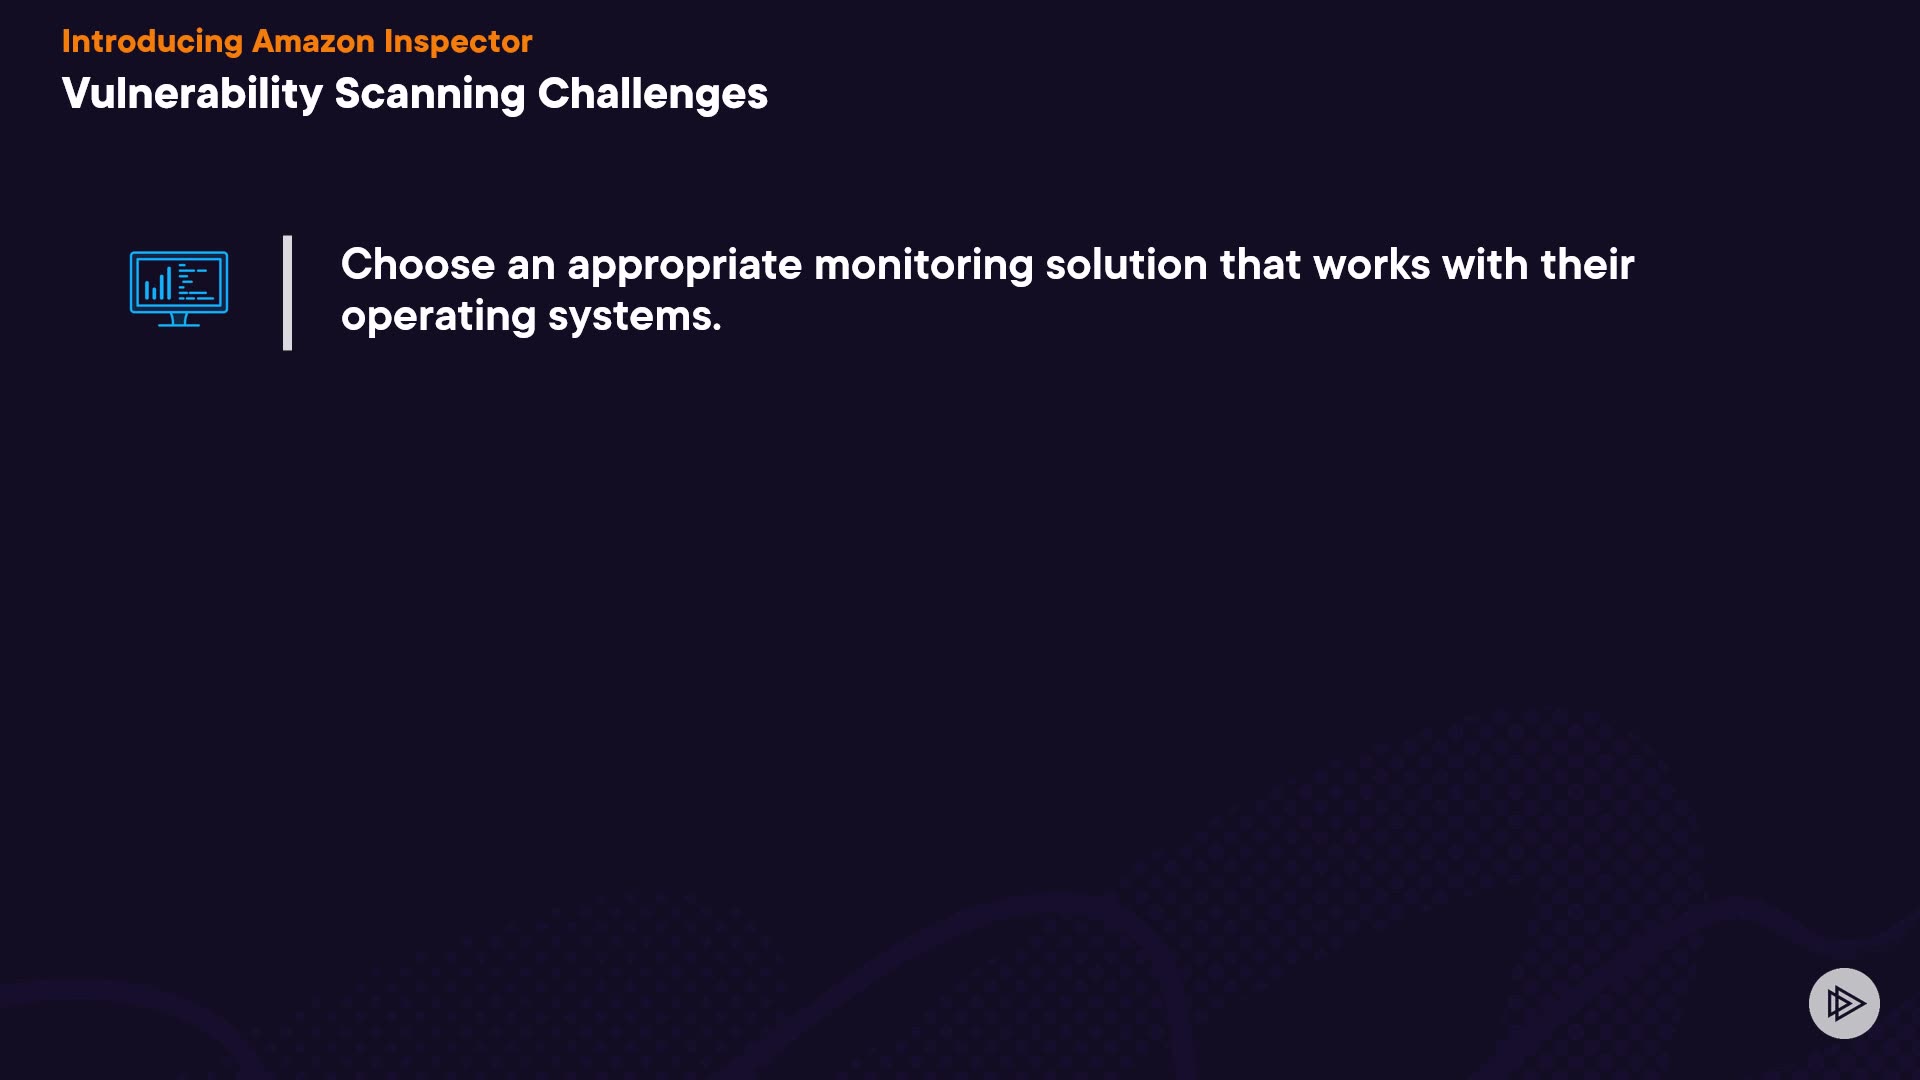 Introducing Amazon Inspector
Vulnerability Scanning Challenges
Choose an appropriate monitoring solution that works with their
operating systems.